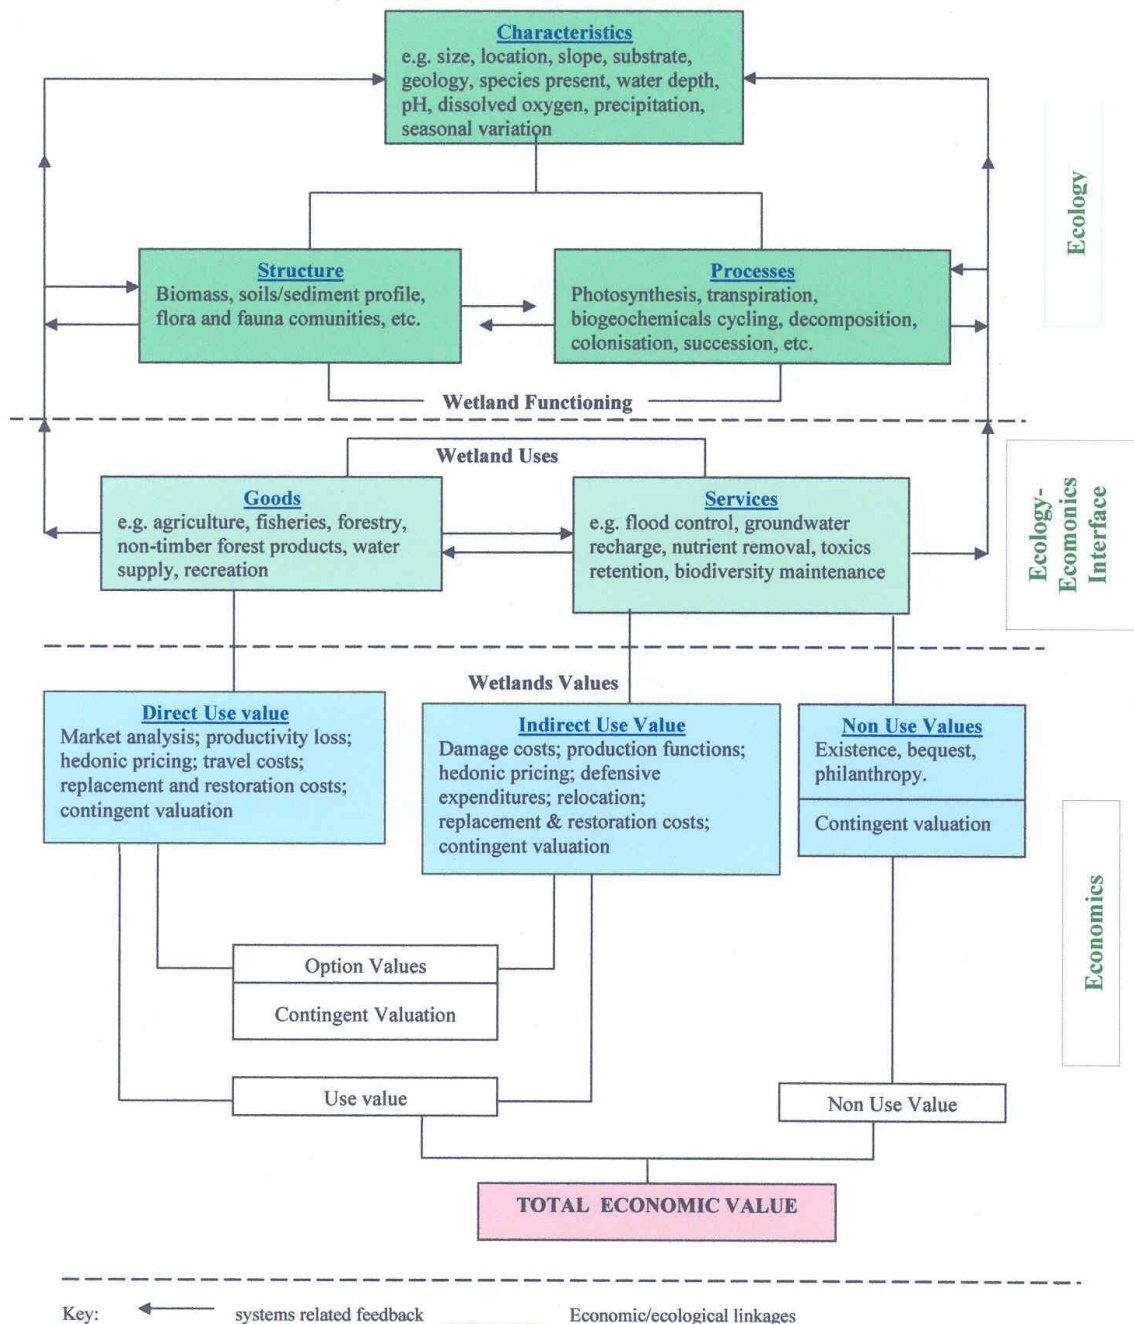 Characteristics
e.g. size, location, slope, substrate,
geology, species present, water depth,
pH, dissolved oxygen, precipitation,
seasonal variation
Ecology
Structure
Biomass, soils/sediment profile,
flora and fauna comunities, etc.
Processes
Photosynthesis, transpiration,
biogeochemicals cycling, decomposition,
colonisation, succession, etc.
Wetland Functioning
Wetland Uses
Goods
e.g. agriculture, fisheries, forestry,
non-timber forest products, water
supply, recreation
Services
e.g. flood control, groundwater
recharge, nutrient removal, toxics
retention, biodiversity maintenance
Ecology-
Ecomonics
Interface
Wetlands Values
Direct Use value
Market analysis; productivity loss;
hedonic pricing; travel costs;
replacement and restoration costs;
contingent valuation
Indirect Use Value
Damage costs; production functions;
hedonic pricing; defensive
expenditures; relocation;
replacement & restoration costs;
contingent valuation
Non Use Values
Existence, bequest,
philanthropy.
Contingent valuation
Economics
Option Values
Contingent Valuation
Use value
Non Use Value
TOTAL ECONOMIC VALUE
Key: systems related feedback Economic/ecological linkages